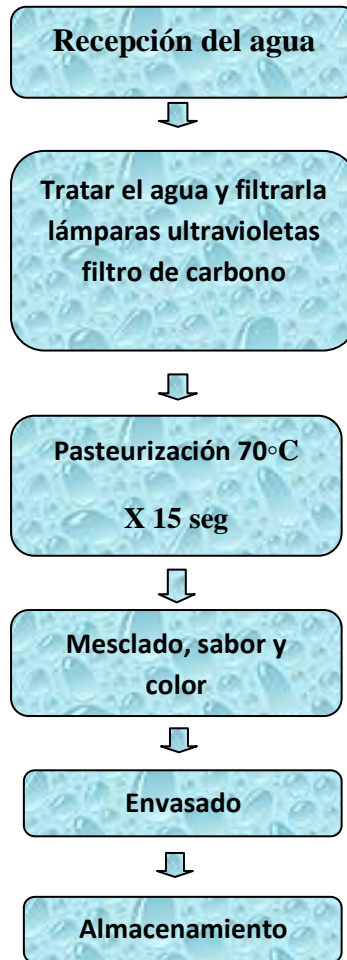 Recepción del agua
Tratar el agua y filtrarla
lámparas ultravioletas
filtro de carbono
Pasteurización 70◦C
X 15 seg
Mesclado, sabor y
color
Envasado
Almacenamiento